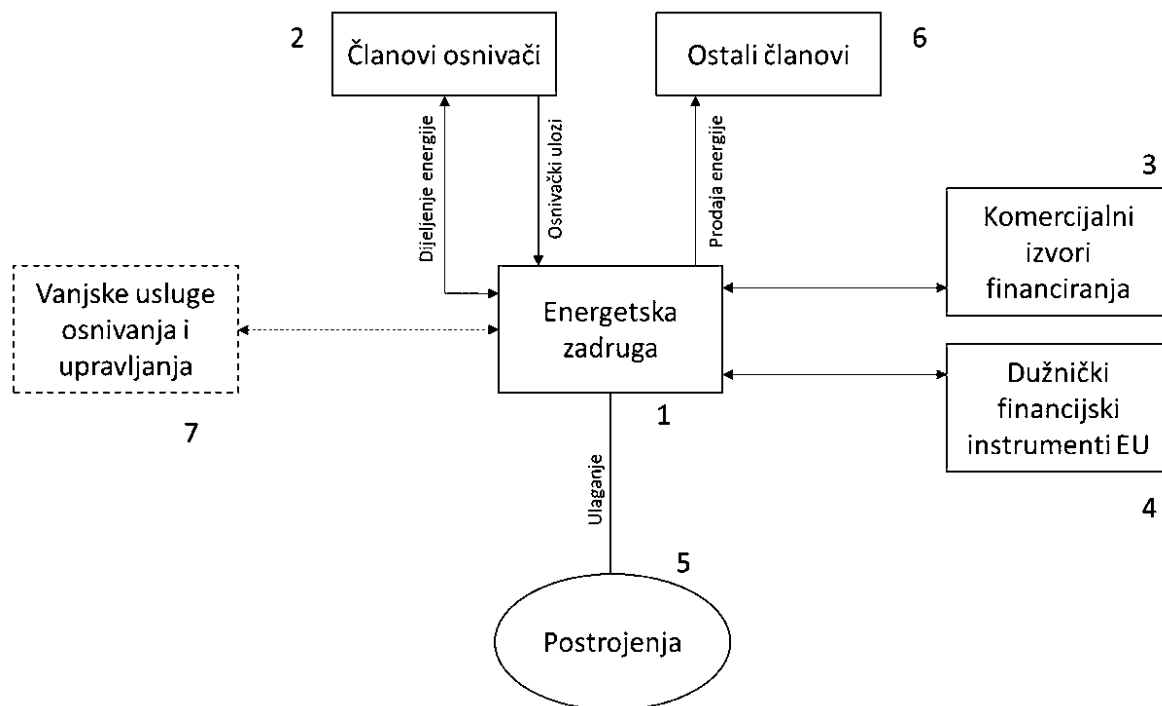 2
Članovi osnivači
Ostali članovi
6
Dijeljenje energije
Osnivački ulozi
Prodaja energije
3
Komercijalni
izvori
financiranja
Vanjske usluge
osnivanja i
upravljanja
7
Energetska
zadruga
1
Dužnički
financijski
instrumenti EU
4
Ulaganje
5
Postrojenja